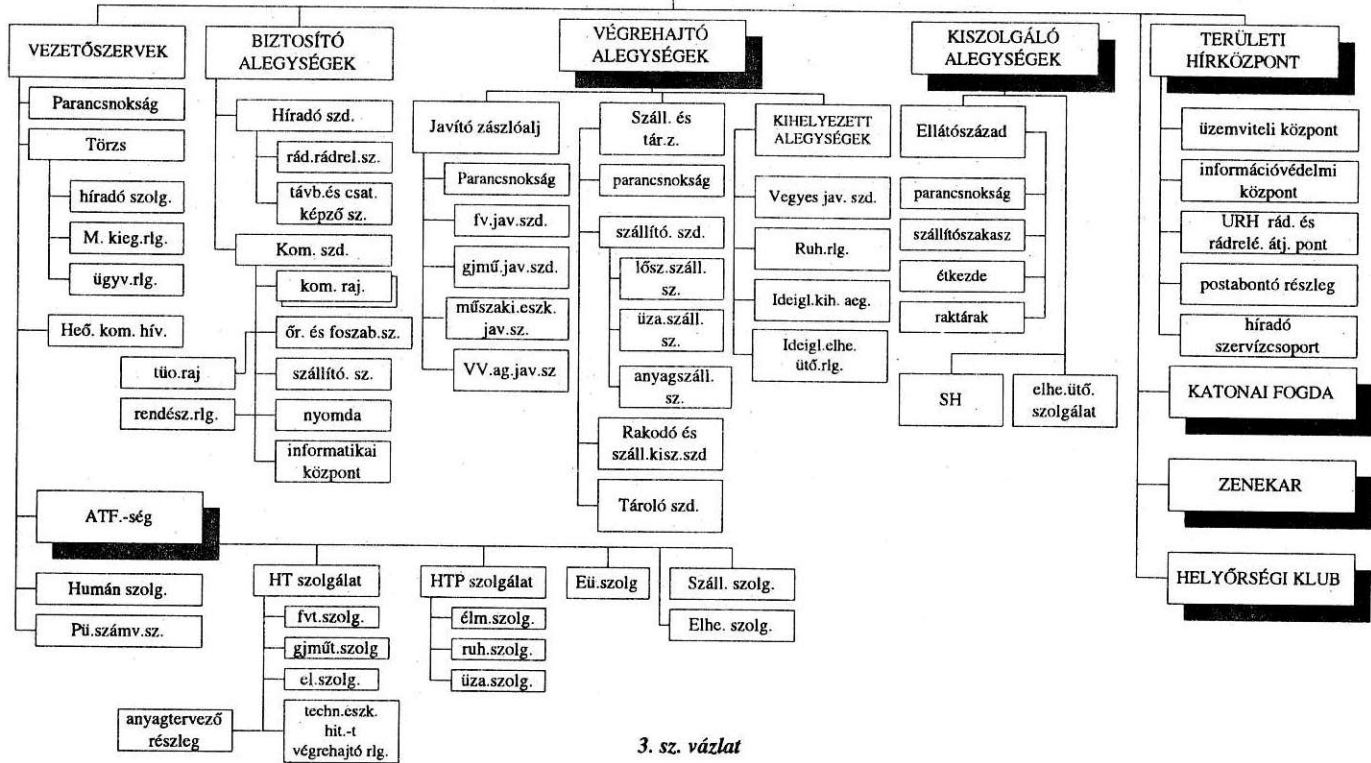 VEZETŐSZERVEK
Parancsnokság
Törzs
híradó szolg.
M. kieg.rlg.
ügyv.rlg.
Heő. kom. hív.
BIZTOSÍTÓ
ALEGYSÉGEK
Híradó szd.
rád.rádrel.sz.
távb.és csat.
képző sz.
Kom. szd.
kom. raj.
őr. és foszab.sz.
tüo.raj
szállító. sz.
rendész.rlg.
nyomda
informatikai
központ
VÉGREHAJTÓ
ALEGYSÉGEK
Javító zászlóalj
Parancsnokság
fv.jav.szd.
gjmű.jav.szd.
műszaki.eszk.
jav.sz.
VV.ag.jav.sz
Száll. és
tár.z.
parancsnokság
szállító. szd.
lősz.száll.
sz.
üza.száll.
sz.
anyagszáll.
sz.
Rakodó és
száll.kisz.szd
Tároló szd.
KIHELYEZETT
ALEGYSÉGEK
Vegyes jav. szd.
Ruh.rlg.
Ideigl.kih. aeg.
Ideigl.elhe.
ütő.rlg.
KISZOLGÁLÓ
ALEGYSÉGEK
Ellátószázad
parancsnokság
szállítószakasz
étkezde
raktárak
SH
elhe.ütő.
szolgálat
TERÜLETI
HÍRKÖZPONT
üzemviteli központ
információvédelmi
központ
URH rád. és
rádrelé. átj. pont
postabontó részleg
híradó
szervízcsoport
KATONAI FOGDA
ZENEKAR
HELYŐRSÉGI KLUB
ATF.-ség
Humán szolg.
Pü.számv.sz.
HT szolgálat
fvt.szolg.
gjműt.szolg
el.szolg.
anyagtervező
részleg
techn.eszk.
hit.-t
végrehajtó rlg.
HTP szolgálat
élm.szolg.
ruh.szolg.
üza.szolg.
Eü.szolg
Száll. szolg.
Elhe. szolg.
3. sz. vázlat